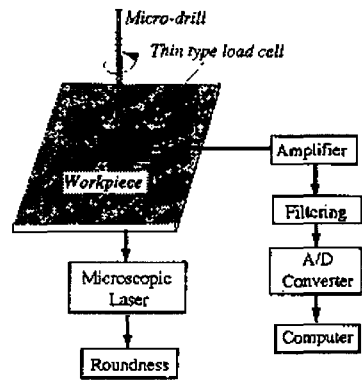 Micro-drill
Thin type load cell
Workpiece
Amplifier
Filtering
A/D
Converter
Computer
Microscopic
Laser
Roundness